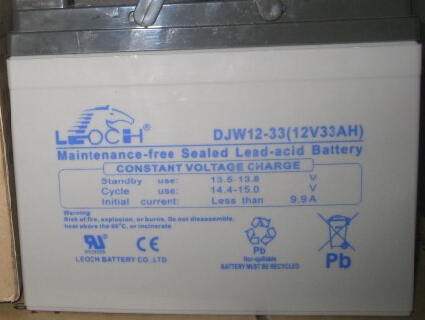 LEOCH®
DJW12-33(12V33AH)
Maintenance-free Sealed Lead-acid Battery
CONSTANT VOLTAGE CHARGE
Standby use: 13.5-13.8 V
Cycle use: 14.4-15.0 V
Initial current: Less than 9.9A
Warning:
Risk of fire, explosion, or burns. Do not disassemble,
heat above the 60°C, or incinerate
CE
LEOCH BATTERY CO.,LTD
Pb
Non-spillable
BATTERY MUST BE RECYCLED
Pb